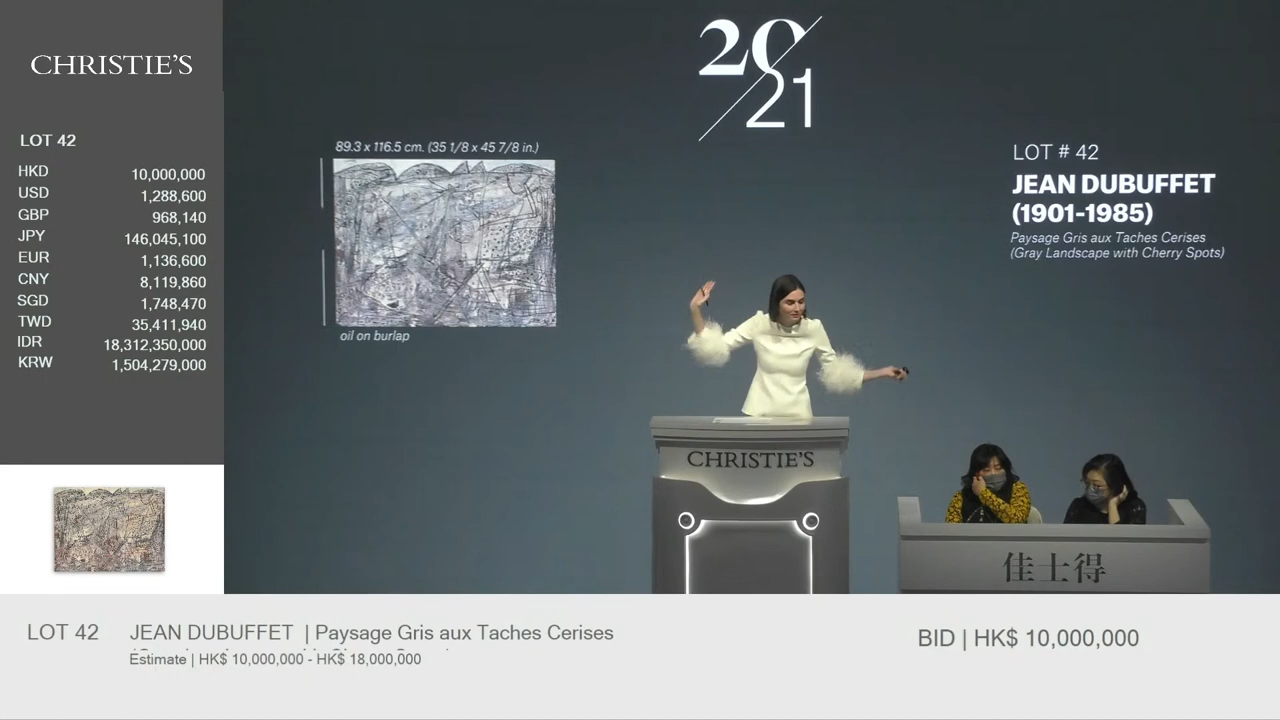 CHRISTIE'S
LOT 42
HKD 10,000,000
USD 1,288,600
GBP 968,140
JPY 146,045,100
EUR 1,136,600
CNY 8,119,860
SGD 1,748,470
TWD 35,411,940
IDR 18,312,350,000
KRW 1,504,279,000
20
21
89.3 x 116.5 cm. (35 1/8 x 45 7/8 in.)
oil on burlap
LOT # 42
JEAN DUBUFFET
(1901-1985)
Paysage Gris aux Taches Cerises
(Gray Landscape with Cherry Spots)
CHRISTIE'S
佳士得
LOT 42 JEAN DUBUFFET | Paysage Gris aux Taches Cerises
Estimate | HK$ 10,000,000 - HK$ 18,000,000
BID | HK$ 10,000,000